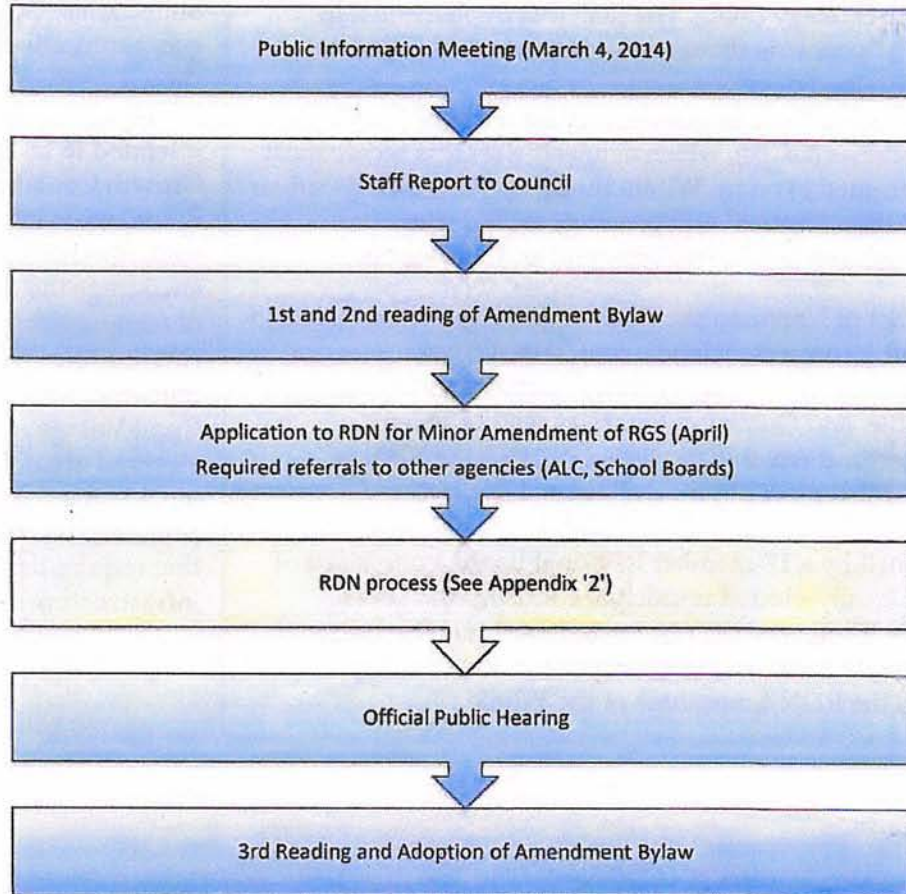 Public Information Meeting (March 4, 2014)
Staff Report to Council
1st and 2nd reading of Amendment Bylaw
Application to RDN for Minor Amendment of RGS (April)
Required referrals to other agencies (ALC, School Boards)
RDN process (See Appendix '2')
Official Public Hearing
3rd Reading and Adoption of Amendment Bylaw